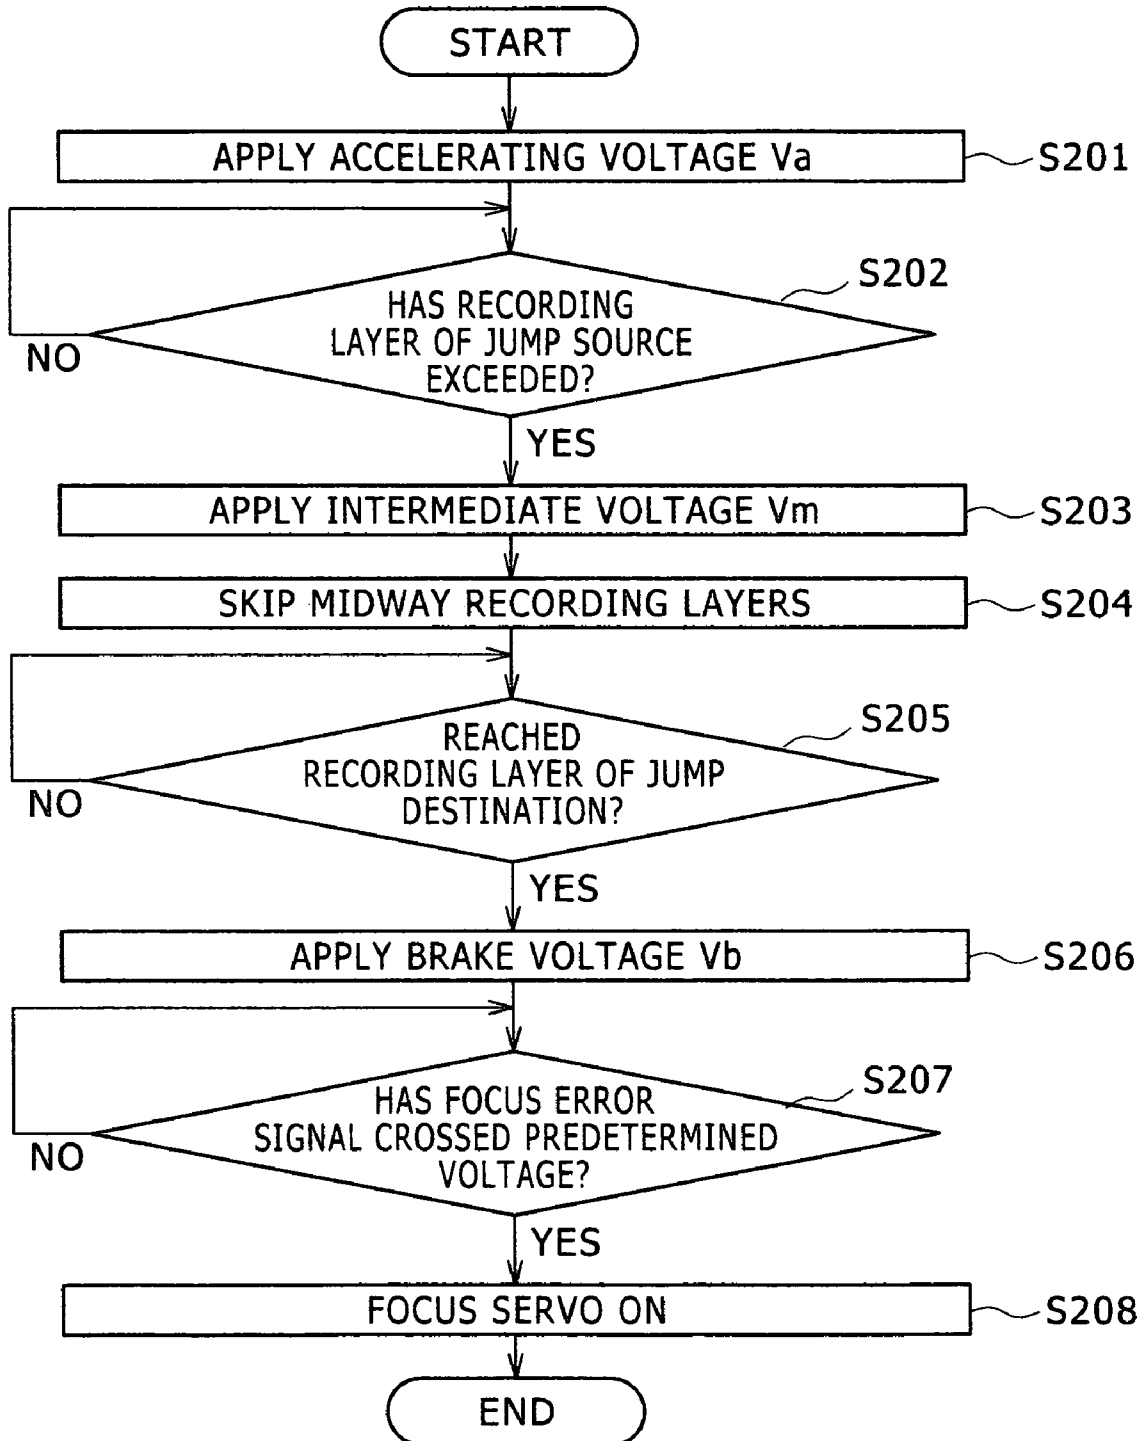 START
APPLY ACCELERATING VOLTAGE Va
S201
S202
HAS RECORDING
LAYER OF JUMP SOURCE
EXCEEDED?
NO
YES
APPLY INTERMEDIATE VOLTAGE Vm
S203
SKIP MIDWAY RECORDING LAYERS
S204
S205
REACHED
RECORDING LAYER OF JUMP
DESTINATION?
NO
YES
APPLY BRAKE VOLTAGE Vb
S206
S207
HAS FOCUS ERROR
SIGNAL CROSSED PREDETERMINED
VOLTAGE?
NO
YES
FOCUS SERVO ON
S208
END